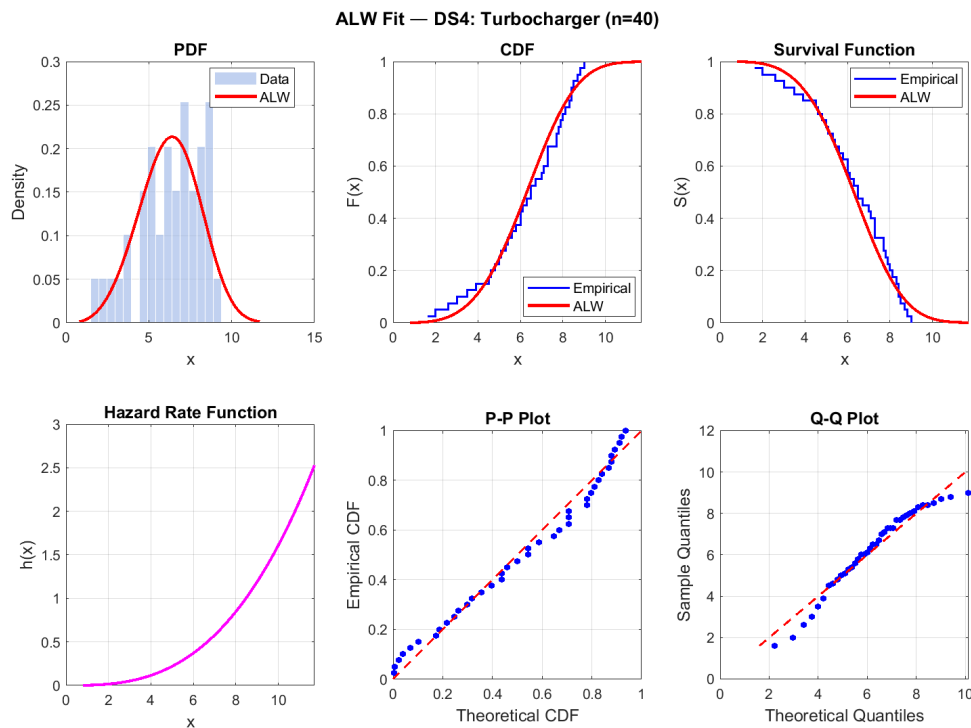 ALW Fit — DS4: Turbocharger (n=40)
PDF
0.3
0.25
0.2
0.15
0.1
0.05
0
0
5
10
15
Density
x
Data
ALW
CDF
1
0.8
0.6
0.4
0.2
0
0
2
4
6
8
10
F(x)
x
Empirical
ALW
Survival Function
1
0.8
0.6
0.4
0.2
0
0
2
4
6
8
10
S(x)
x
Empirical
ALW
Hazard Rate Function
3
2.5
2
1.5
1
0.5
0
0
2
4
6
8
10
h(x)
x
P-P Plot
1
0.8
0.6
0.4
0.2
0
0
0.2
0.4
0.6
0.8
1
Empirical CDF
Theoretical CDF
Q-Q Plot
12
10
8
6
4
2
0
0
2
4
6
8
10
Sample Quantiles
Theoretical Quantiles